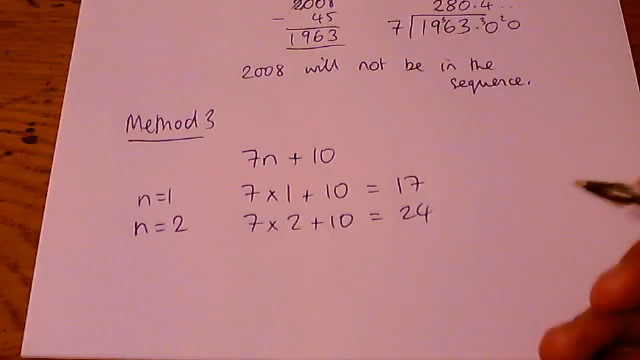 2008
- 45
1963
280.4...
7 1963.00
2008 will not be in the
sequence.
Method 3
7n + 10
n=1 7 × 1 + 10 = 17
n=2 7 × 2 + 10 = 24